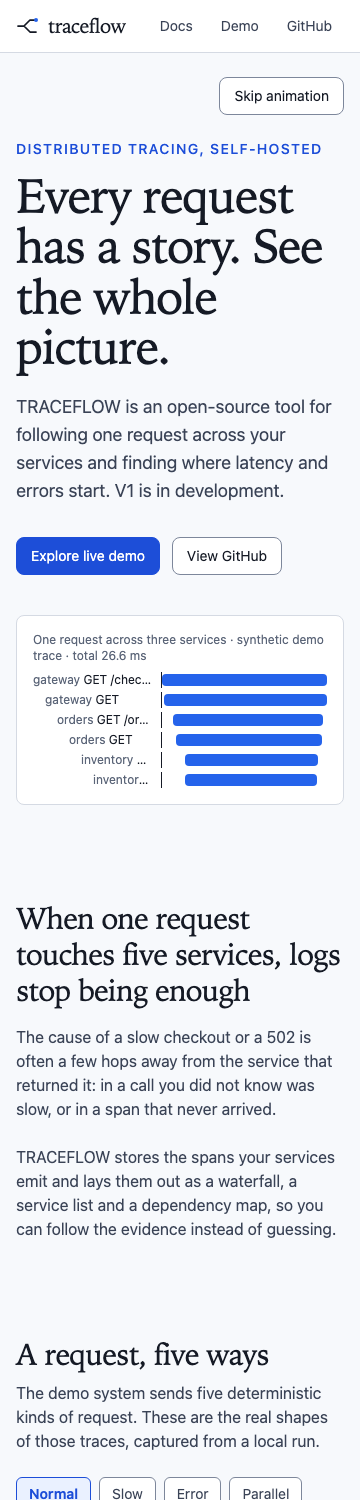 traceflow Docs Demo GitHub
Skip animation
DISTRIBUTED TRACING, SELF-HOSTED
Every request
has a story. See
the whole
picture.
TRACEFLOW is an open-source tool for
following one request across your
services and finding where latency and
errors start. V1 is in development.
Explore live demo View GitHub
One request across three services · synthetic demo
trace · total 26.6 ms
gateway GET /chec...
gateway GET
orders GET /or...
orders GET
inventory ...
inventor...
When one request
touches five services, logs
stop being enough
The cause of a slow checkout or a 502 is
often a few hops away from the service that
returned it: in a call you did not know was
slow, or in a span that never arrived.
TRACEFLOW stores the spans your services
emit and lays them out as a waterfall, a
service list and a dependency map, so you
can follow the evidence instead of guessing.
A request, five ways
The demo system sends five deterministic
kinds of request. These are the real shapes
of those traces, captured from a local run.
Normal Slow Error Parallel